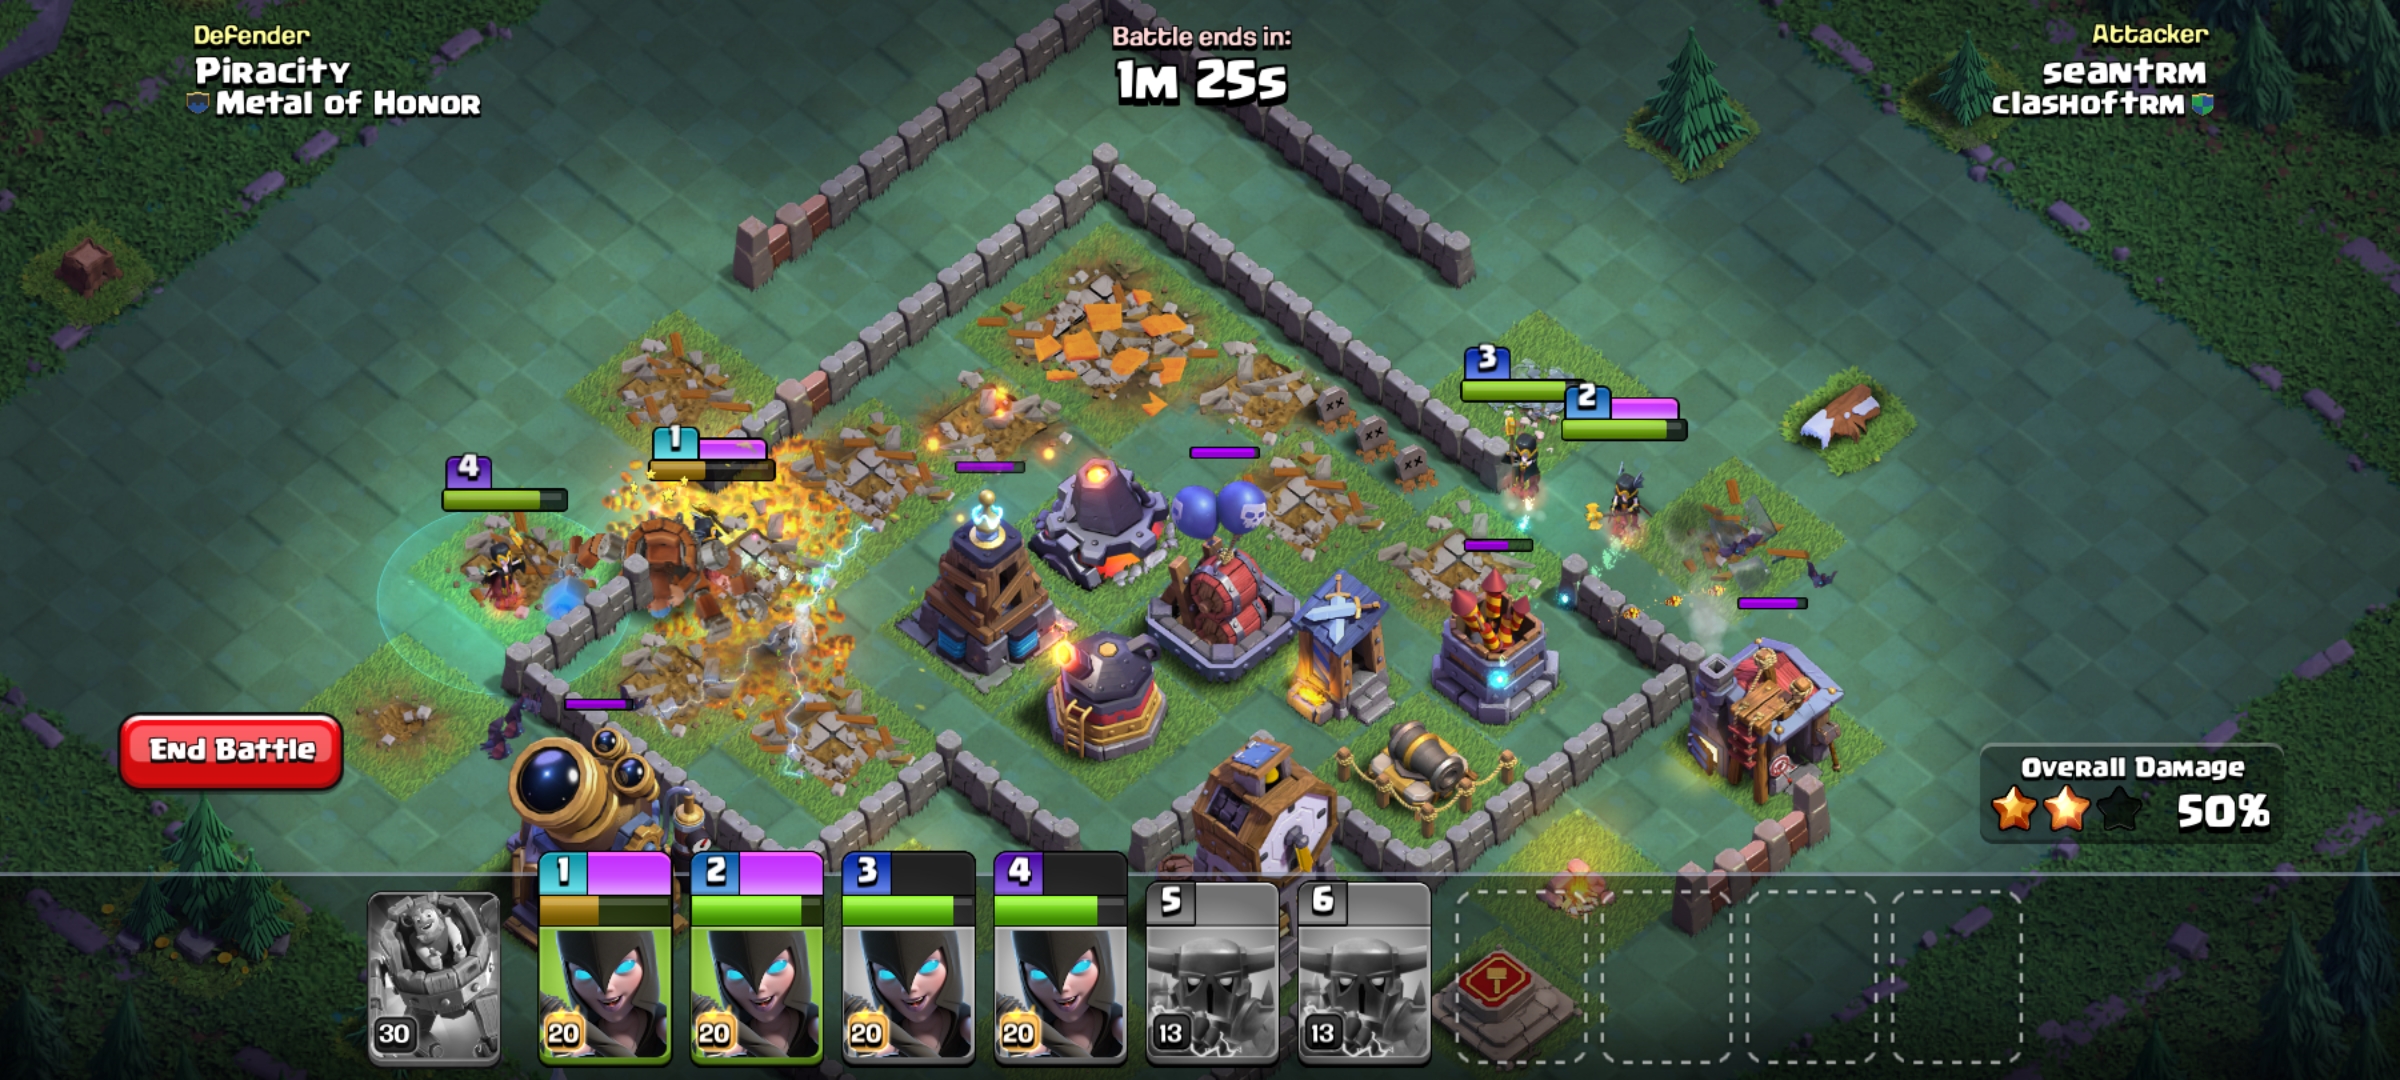 Defender
Piracity
Metal of Honor
Battle ends in:
1M 25s
Attacker
seantrm
clashoftrm
3
2
1
4
End Battle
Overall Damage
50%
30
1
20
2
20
3
20
4
20
5
13
6
13